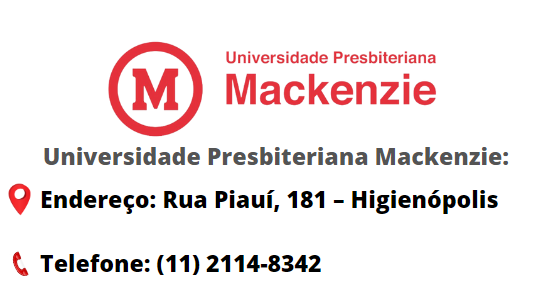 M
Universidade Presbiteriana
Mackenzie
Universidade Presbiteriana Mackenzie:
Endereço: Rua Piauí, 181 – Higienópolis
Telefone: (11) 2114-8342